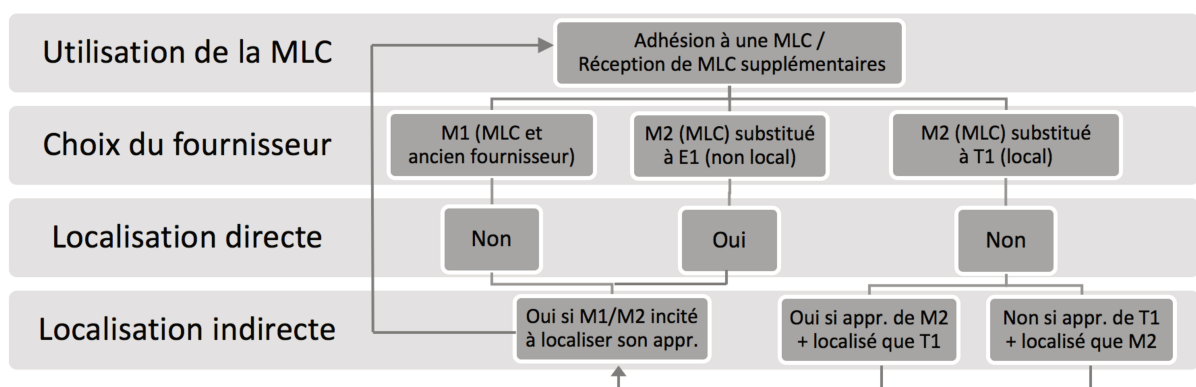 Utilisation de la MLC
Adhésion à une MLC /
Réception de MLC supplémentaires
Choix du fournisseur
M1 (MLC et
ancien fournisseur)
M2 (MLC) substitué
à E1 (non local)
M2 (MLC) substitué
à T1 (local)
Localisation directe
Non
Oui
Non
Localisation indirecte
Oui si M1/M2 incité
à localiser son appr.
Oui si appr. de M2
+ localisé que T1
Non si appr. de T1
+ localisé que M2